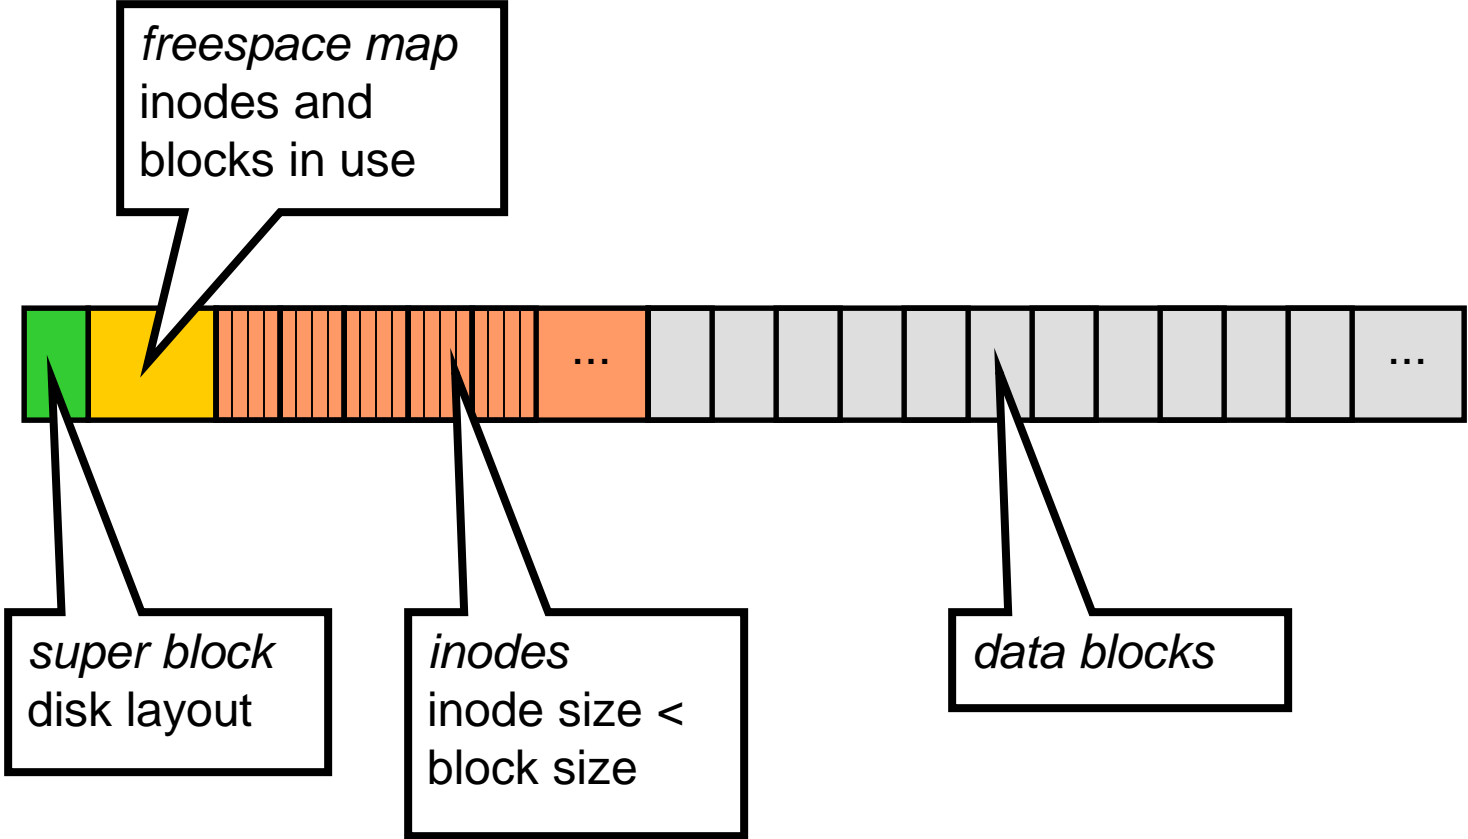 freespace map
inodes and
blocks in use
...
...
super block
disk layout
inodes
inode size <
block size
data blocks